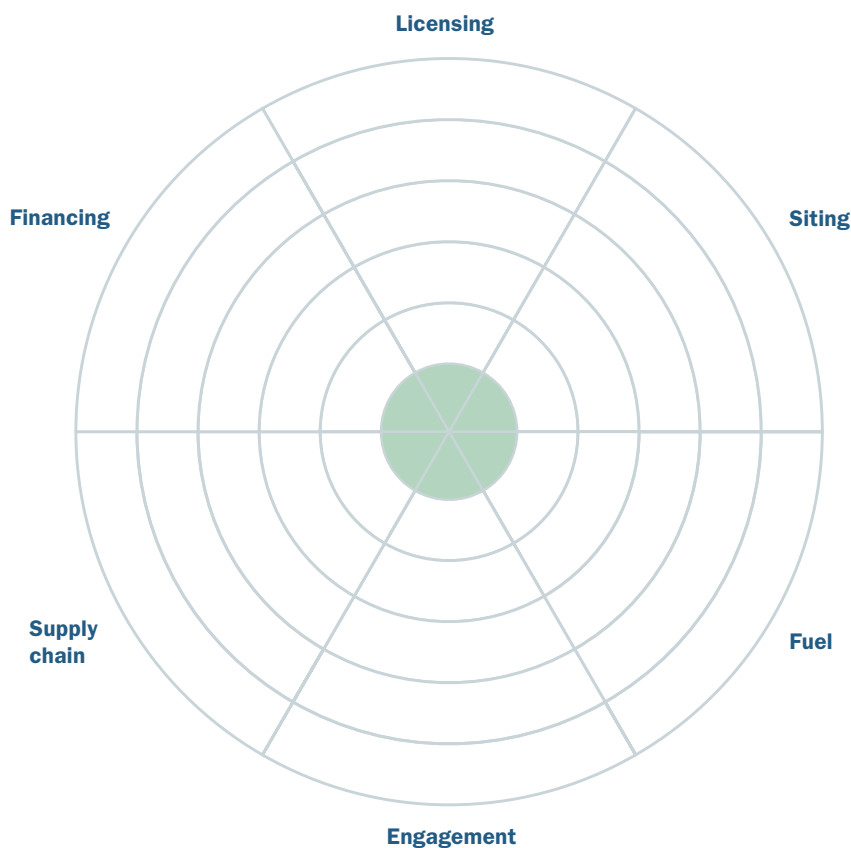 Licensing
Financing
Siting
Supply
chain
Fuel
Engagement